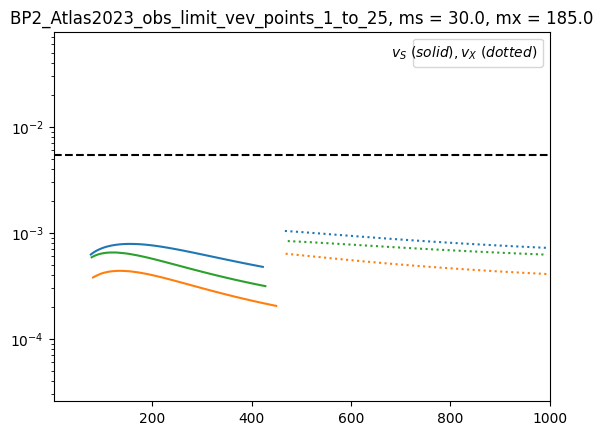 BP2_Atlas2023_obs_limit_vev_points_1_to_25, ms = 30.0, mx = 185.0
v_S (solid), v_X (dotted)
10^{-2}
10^{-3}
10^{-4}
200 400 600 800 1000